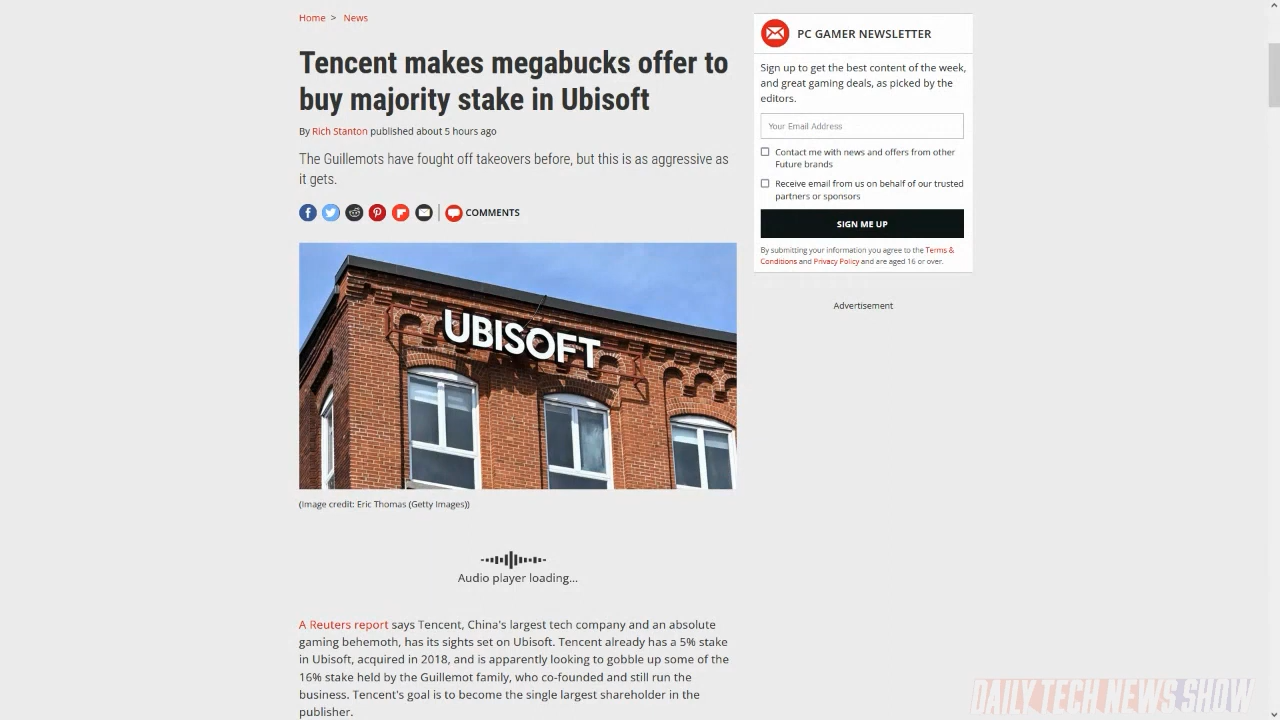 Home > News
Tencent makes megabucks offer to
buy majority stake in Ubisoft
By Rich Stanton published about 5 hours ago
The Guillemots have fought off takeovers before, but this is as aggressive as
it gets.
COMMENTS
UBISOFT
(Image credit: Eric Thomas (Getty Images))
Audio player loading...
A Reuters report says Tencent, China's largest tech company and an absolute
gaming behemoth, has its sights set on Ubisoft. Tencent already has a 5% stake
in Ubisoft, acquired in 2018, and is apparently looking to gobble up some of the
16% stake held by the Guillemot family, who co-founded and still run the
business. Tencent's goal is to become the single largest shareholder in the
publisher.
PC GAMER NEWSLETTER
Sign up to get the best content of the week,
and great gaming deals, as picked by the
editors.
Your Email Address
Contact me with news and offers from other
Future brands
Receive email from us on behalf of our trusted
partners or sponsors
SIGN ME UP
By submitting your information you agree to the Terms &
Conditions and Privacy Policy and are aged 16 or over.
Advertisement
DAILY TECH NEWS SHOW